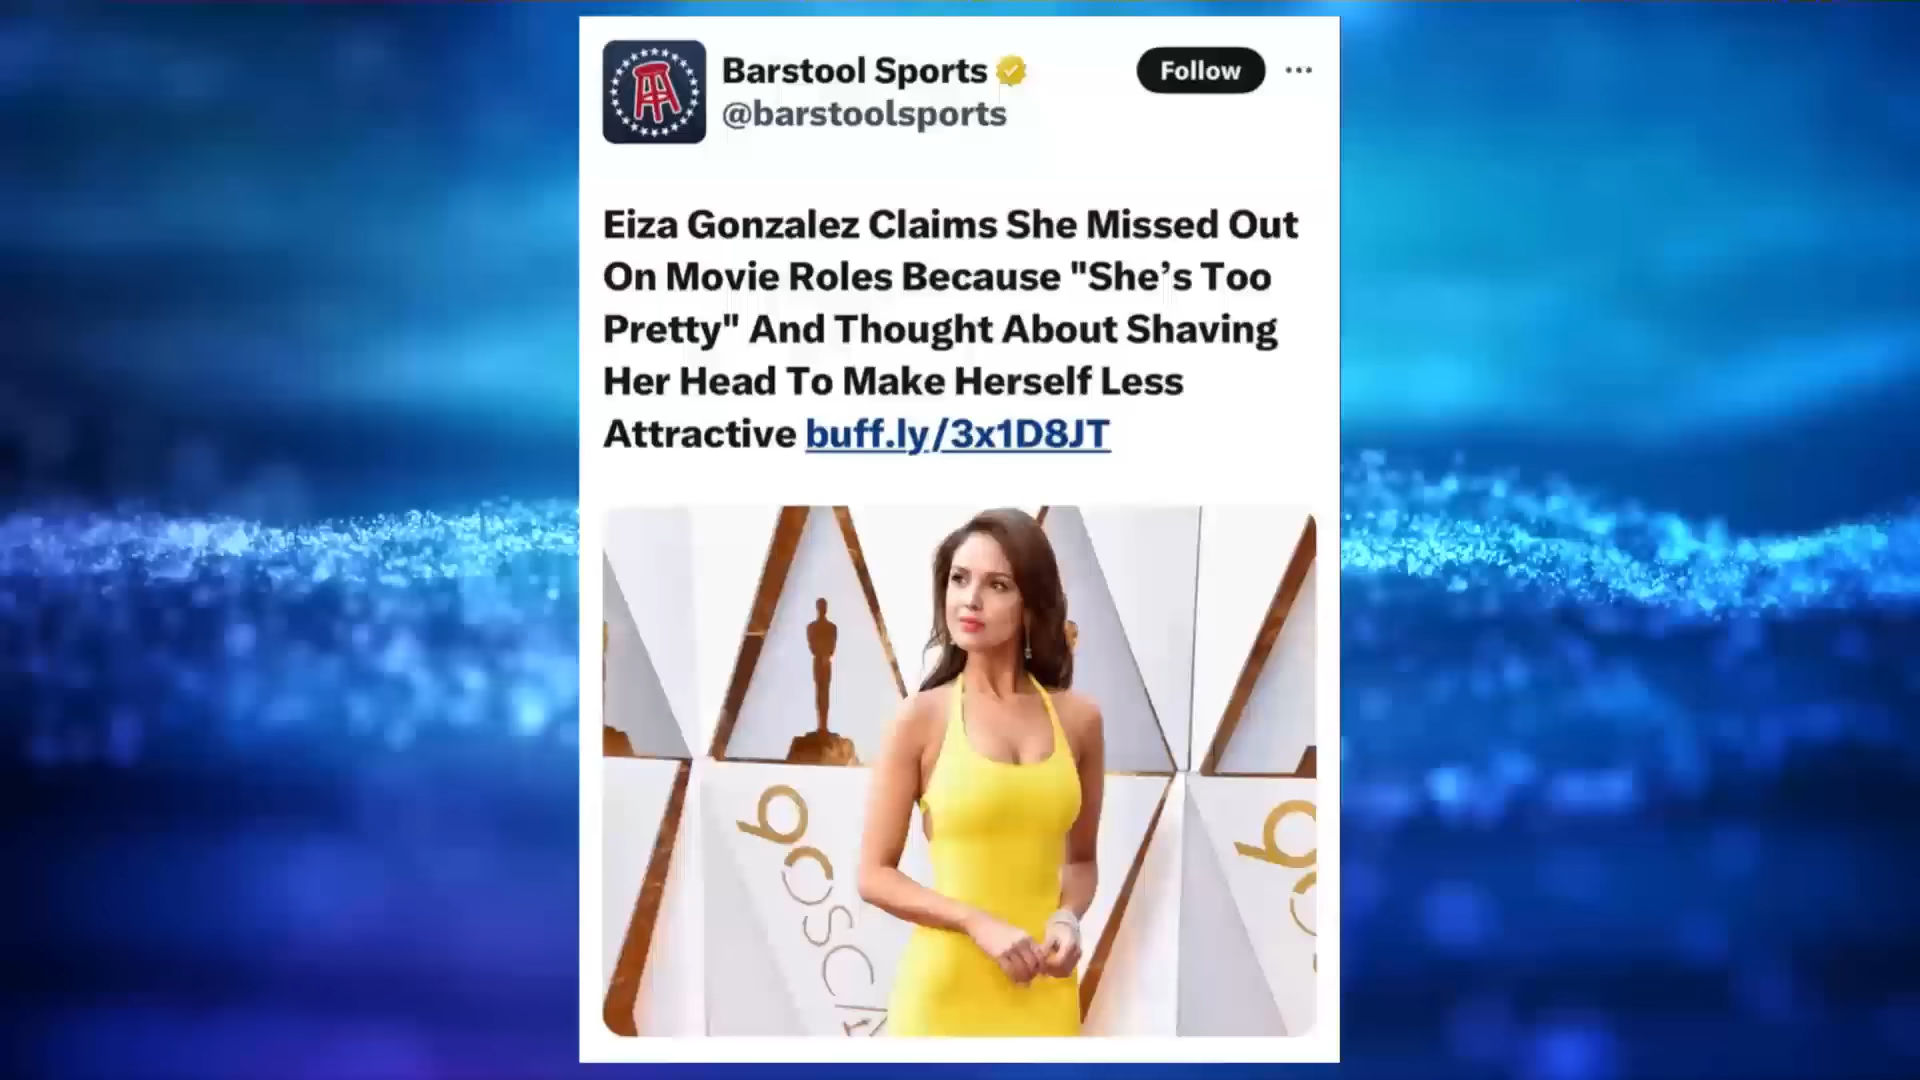 Barstool Sports
@barstoolsports
Follow
Eiza Gonzalez Claims She Missed Out
On Movie Roles Because "She’s Too
Pretty" And Thought About Shaving
Her Head To Make Herself Less
Attractive buff.ly/3x1D8JT